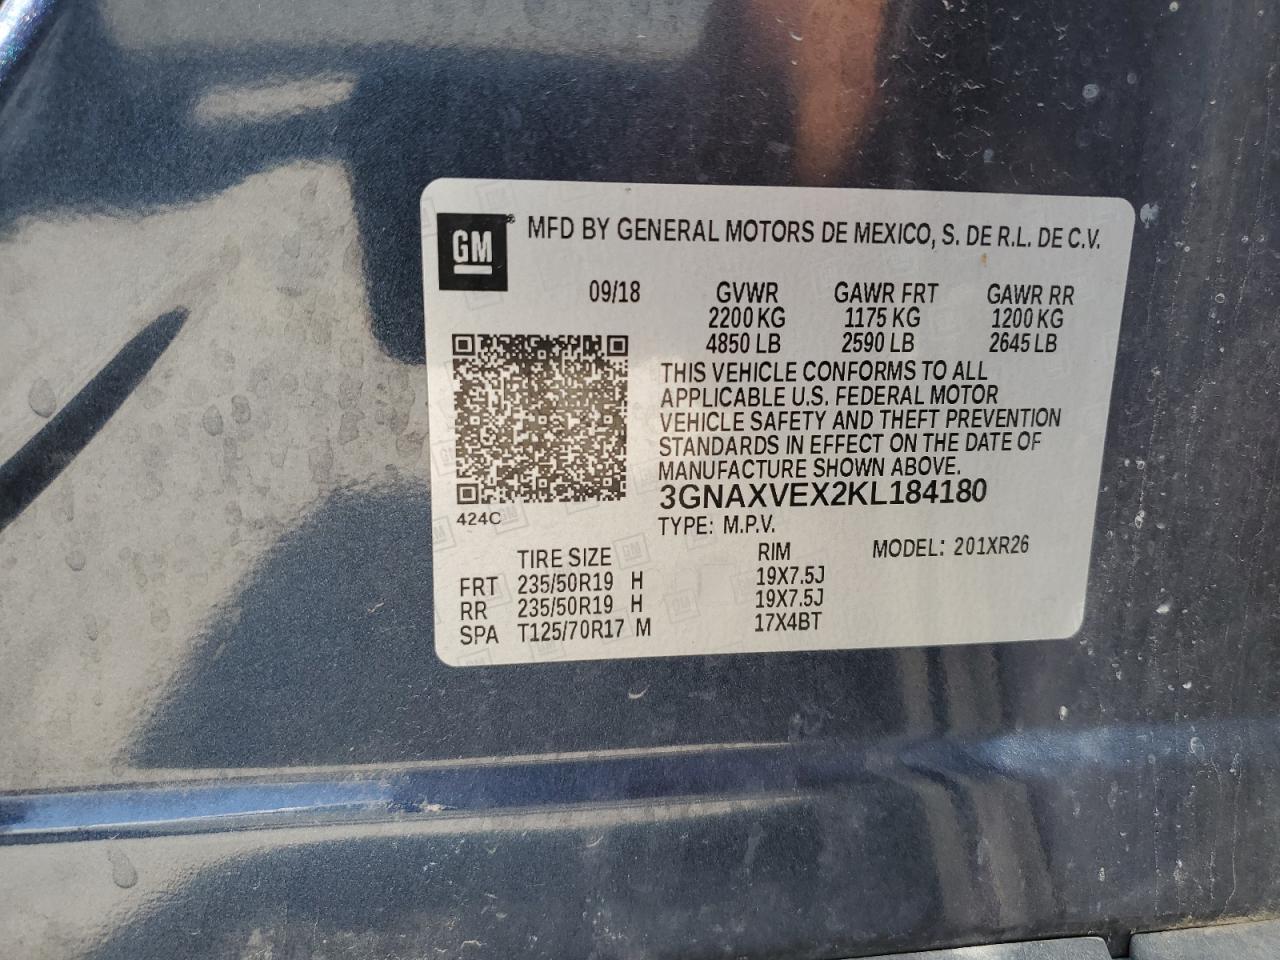 GM® MFD BY GENERAL MOTORS DE MEXICO, S. DE R.L. DE C.V.
09/18 GVWR GAWR FRT GAWR RR
2200 KG 1175 KG 1200 KG
4850 LB 2590 LB 2645 LB
THIS VEHICLE CONFORMS TO ALL
APPLICABLE U.S. FEDERAL MOTOR
VEHICLE SAFETY AND THEFT PREVENTION
STANDARDS IN EFFECT ON THE DATE OF
MANUFACTURE SHOWN ABOVE.
3GNAXVEX2KL184180
424C
TYPE: M.P.V.
TIRE SIZE RIM MODEL: 201XR26
FRT 235/50R19 H 19X7.5J
RR 235/50R19 H 19X7.5J
SPA T125/70R17 M 17X4BT